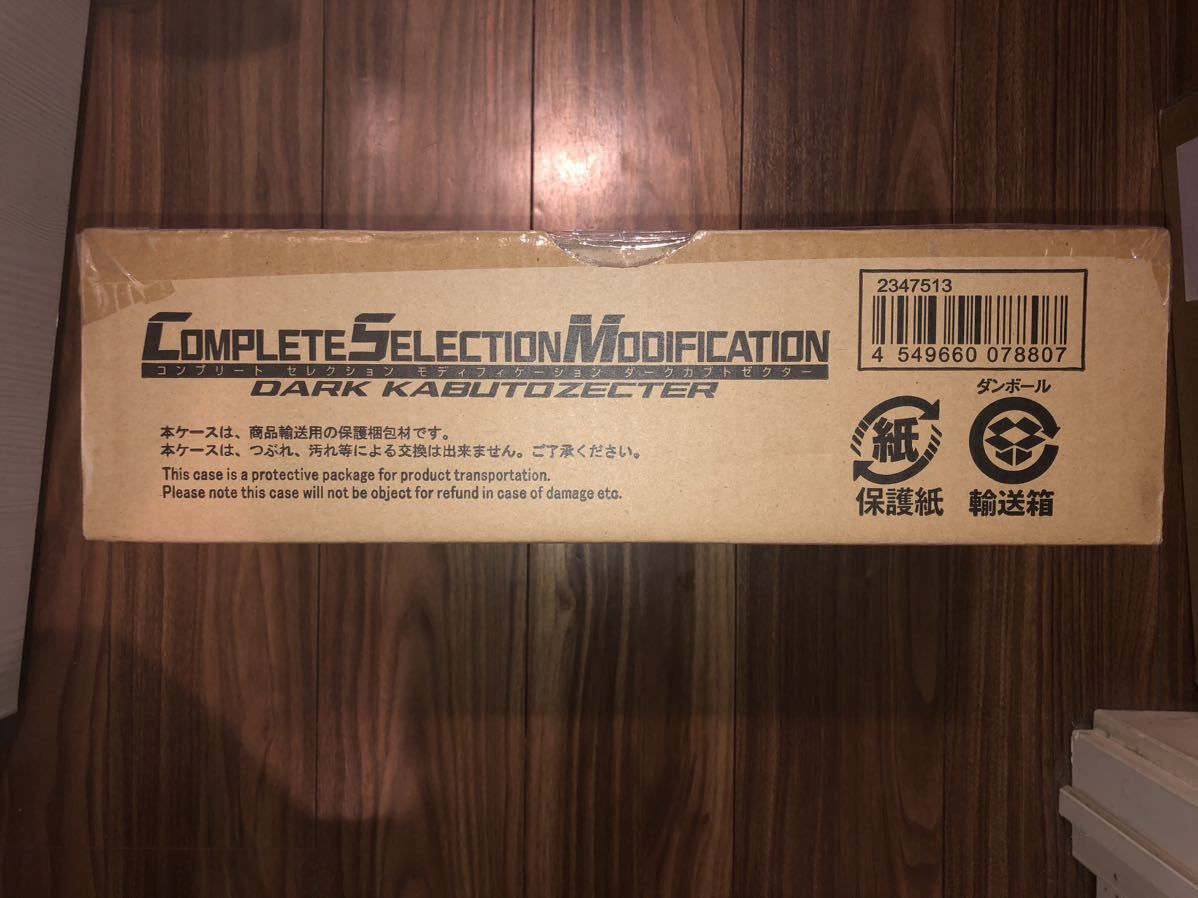 COMPLETE SELECTION MODIFICATION
コンプリート セレクション モディフィケーション ダークカブトゼクター
DARK KABUTOZECTER
本ケースは、商品輸送用の保護梱包材です。
本ケースは、つぶれ、汚れ等による交換は出来ません。ご了承ください。
This case is a protective package for product transportation.
Please note this case will not be object for refund in case of damage etc.
2347513
4 549660 078807
紙
保護紙
ダンボール
輸送箱